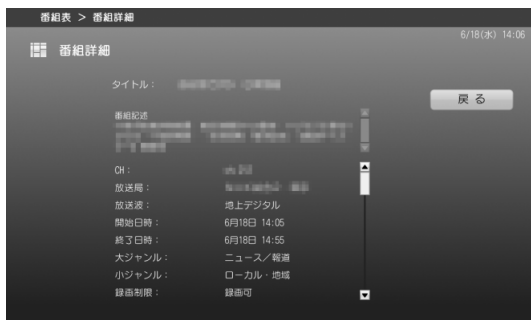 番組表 > 番組詳細
6/18(水) 14:06
番組詳細
タイトル：
戻る
番組記述
CH：
放送局：
放送波： 地上デジタル
開始日時： 6月18日 14:05
終了日時： 6月18日 14:55
大ジャンル： ニュース／報道
小ジャンル： ローカル・地域
録画制限： 録画可